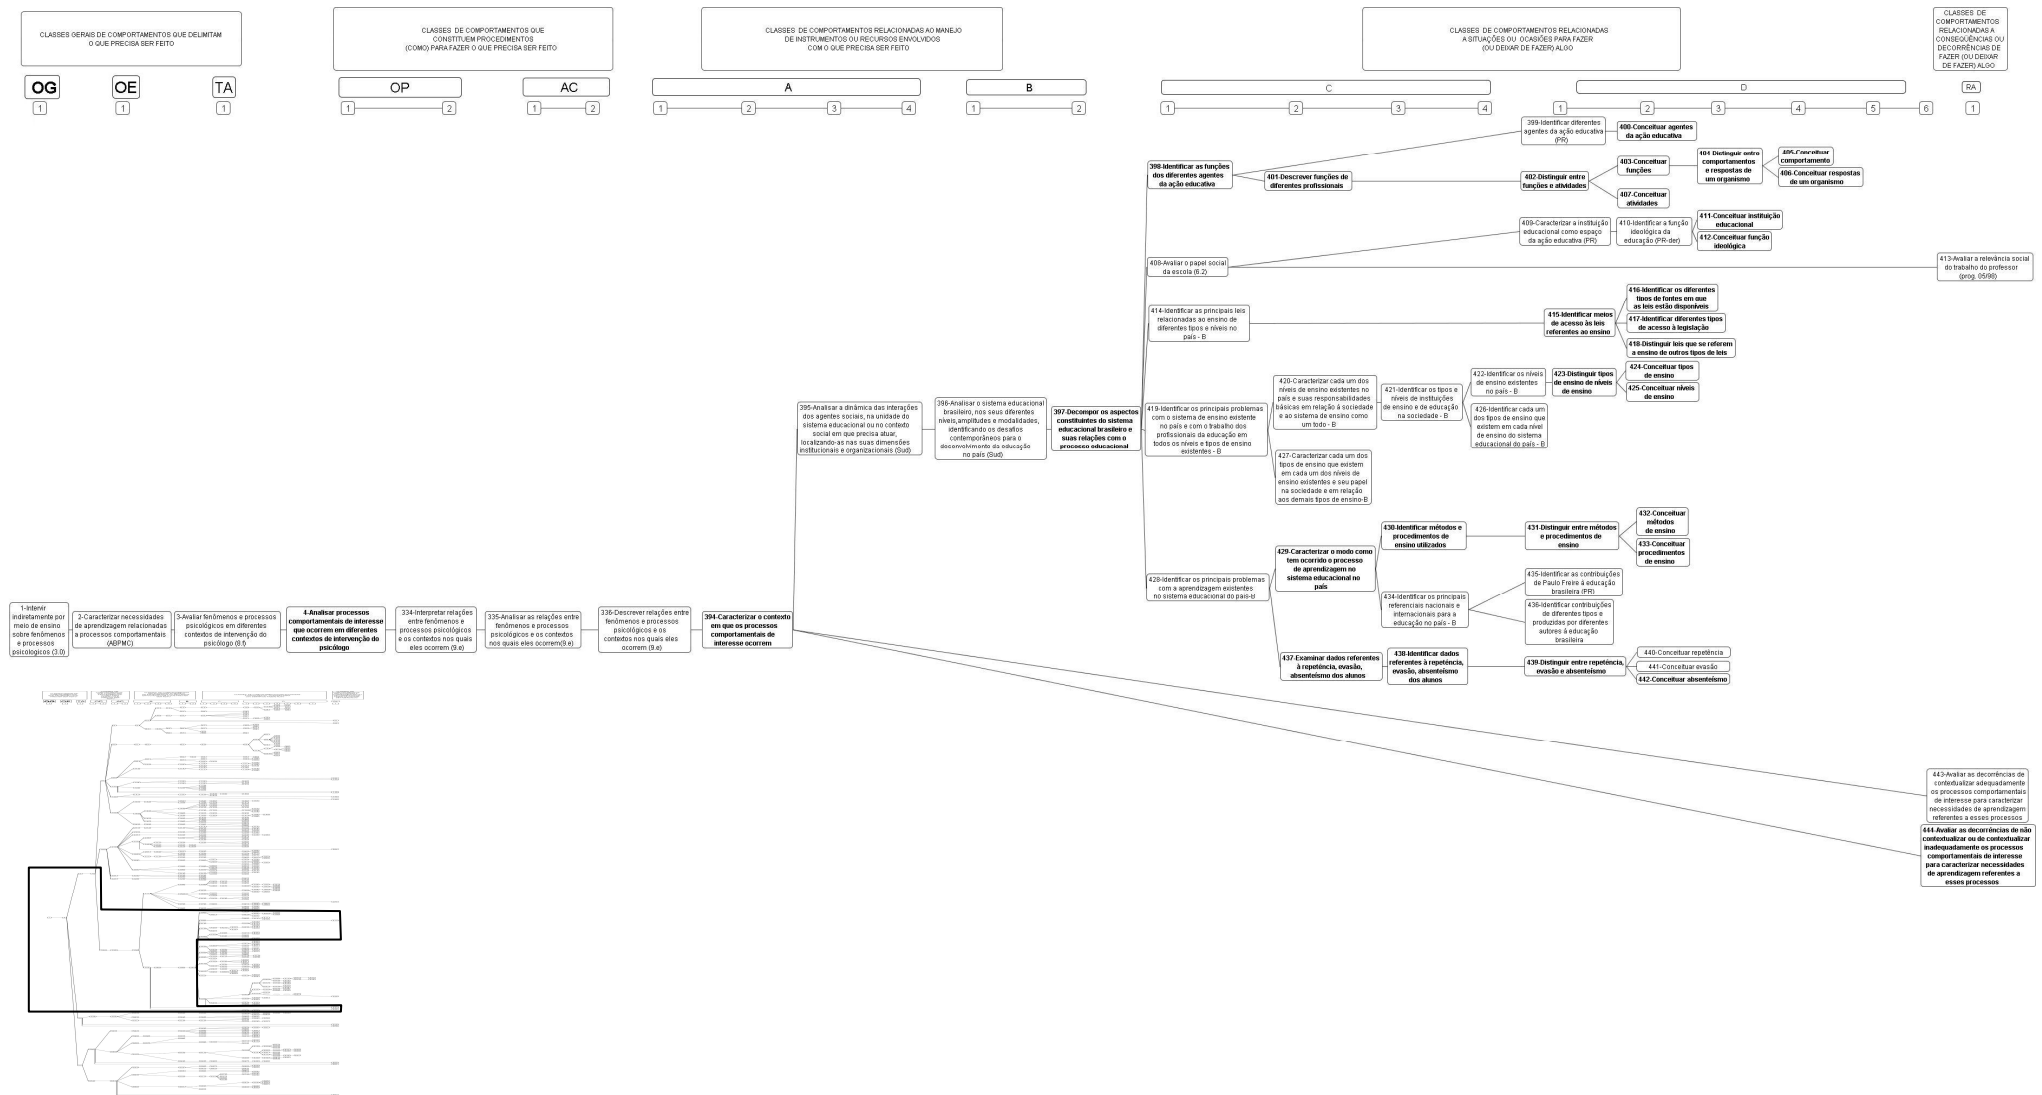 CLASSES GERAIS DE COMPORTAMENTOS QUE DELIMITAM
O QUE PRECISA SER FEITO
CLASSES DE COMPORTAMENTOS QUE
CONSTITUEM PROCEDIMENTOS
(COMO) PARA FAZER O QUE PRECISA SER FEITO
CLASSES DE COMPORTAMENTOS RELACIONADAS AO MANEJO
DE INSTRUMENTOS OU RECURSOS ENVOLVIDOS
COM O QUE PRECISA SER FEITO
CLASSES DE COMPORTAMENTOS RELACIONADAS
A SITUAÇÕES OU OCASIÕES PARA FAZER
(OU DEIXAR DE FAZER) ALGO
CLASSES DE
COMPORTAMENTOS
RELACIONADAS A
CONSEQÜÊNCIAS OU
DECORRÊNCIAS DE
FAZER (OU DEIXAR
DE FAZER) ALGO
OG
OE
TA
OP
AC
A
B
C
D
RA
1
1
1
1 2
1 2
1 2 3 4
1 2
1 2 3 4
1 2 3 4 5 6
1
399-Identificar diferentes
agentes da ação educativa
(PR)
400-Conceituar agentes
da ação educativa
398-Identificar as funções
dos diferentes agentes
da ação educativa
401-Descrever funções de
diferentes profissionais
402-Distinguir entre
funções e atividades
403-Conceituar
funções
404-Distinguir entre
comportamentos
e respostas de
um organismo
405-Conceituar
comportamento
406-Conceituar respostas
de um organismo
407-Conceituar
atividades
409-Caracterizar a instituição
educacional como espaço
da ação educativa (PR)
410-Identificar a função
ideológica da
educação (PR-der)
411-Conceituar instituição
educacional
412-Conceituar função
ideológica
408-Avaliar o papel social
da escola (6.2)
413-Avaliar a relevância social
do trabalho do professor
(prog. 05/98)
414-Identificar as principais leis
relacionadas ao ensino de
diferentes tipos e níveis no
país - B
415-Identificar meios
de acesso às leis
referentes ao ensino
416-Identificar os diferentes
tipos de fontes em que
as leis estão disponíveis
417-Identificar diferentes tipos
de acesso à legislação
418-Distinguir leis que se referem
a ensino de outros tipos de leis
395-Analisar a dinâmica das interações
dos agentes sociais, na unidade do
sistema educacional ou no contexto
social em que precisa atuar,
localizando-as nas suas dimensões
institucionais e organizacionais (Sud)
396-Analisar o sistema educacional
brasileiro, nos seus diferentes
níveis,amplitudes e modalidades,
identificando os desafios
contemporâneos para o
desenvolvimento da educação
no país (Sud)
397-Decompor os aspectos
constituintes do sistema
educacional brasileiro e
suas relações com o
processo educacional
419-Identificar os principais problemas
com o sistema de ensino existente
no país e com o trabalho dos
profissionais da educação em
todos os níveis e tipos de ensino
existentes - B
420-Caracterizar cada um dos
níveis de ensino existentes no
país e suas responsabilidades
básicas em relação á sociedade
e ao sistema de ensino como
um todo - B
421-Identificar os tipos e
níveis de instituições
de ensino e de educação
na sociedade - B
422-Identificar os níveis
de ensino existentes
no país - B
423-Distinguir tipos
de ensino de níveis
de ensino
424-Conceituar tipos
de ensino
425-Conceituar níveis
de ensino
426-Identificar cada um
dos tipos de ensino que
existem em cada nível
de ensino do sistema
educacional do país - B
427-Caracterizar cada um dos
tipos de ensino que existem
em cada um dos níveis de
ensino existentes e seu papel
na sociedade e em relação
aos demais tipos de ensino-B
428-Identificar os principais problemas
com a aprendizagem existentes
no sistema educacional do país-B
429-Caracterizar o modo como
tem ocorrido o processo
de aprendizagem no
sistema educacional no
país
430-Identificar métodos e
procedimentos de
ensino utilizados
431-Distinguir entre métodos
e procedimentos de
ensino
432-Conceituar
métodos
de ensino
433-Conceituar
procedimentos
de ensino
434-Identificar os principais
referenciais nacionais e
internacionais para a
educação no país - B
435-Identificar as contribuições
de Paulo Freire á educação
brasileira (PR)
436-Identificar contribuições
de diferentes tipos e
produzidas por diferentes
autores á educação
brasileira
437-Examinar dados referentes
à repetência, evasão,
absenteísmo dos alunos
438-Identificar dados
referentes à repetência,
evasão, absenteísmo
dos alunos
439-Distinguir entre repetência,
evasão e absenteísmo
440-Conceituar repetência
441-Conceituar evasão
442-Conceituar absenteísmo
1-Intervir
indiretamente por
meio de ensino
sobre fenômenos
e processos
psicologicos (3.0)
2-Caracterizar necessidades
de aprendizagem relacionadas
a processos comportamentais
(ABPMC)
3-Avaliar fenômenos e processos
psicológicos em diferentes
contextos de intervenção do
psicólogo (8.f)
4-Analisar processos
comportamentais de interesse
que ocorrem em diferentes
contextos de intervenção do
psicólogo
334-Interpretar relações
entre fenômenos e
processos psicológicos
e os contextos nos quais
eles ocorrem (9.e)
335-Analisar as relações entre
fenômenos e processos
psicológicos e os contextos
nos quais eles ocorrem(9.e)
336-Descrever relações entre
fenômenos e processos
psicológicos e os
contextos nos quais eles
ocorrem (9.e)
394-Caracterizar o contexto
em que os processos
comportamentais de
interesse ocorrem
443-Avaliar as decorrências de
contextualizar adequadamente
os processos comportamentais
de interesse para caracterizar
necessidades de aprendizagem
referentes a esses processos
444-Avaliar as decorrências de não
contextualizar ou de contextualizar
inadequadamente os processos
comportamentais de interesse
para caracterizar necessidades
de aprendizagem referentes a
esses processos